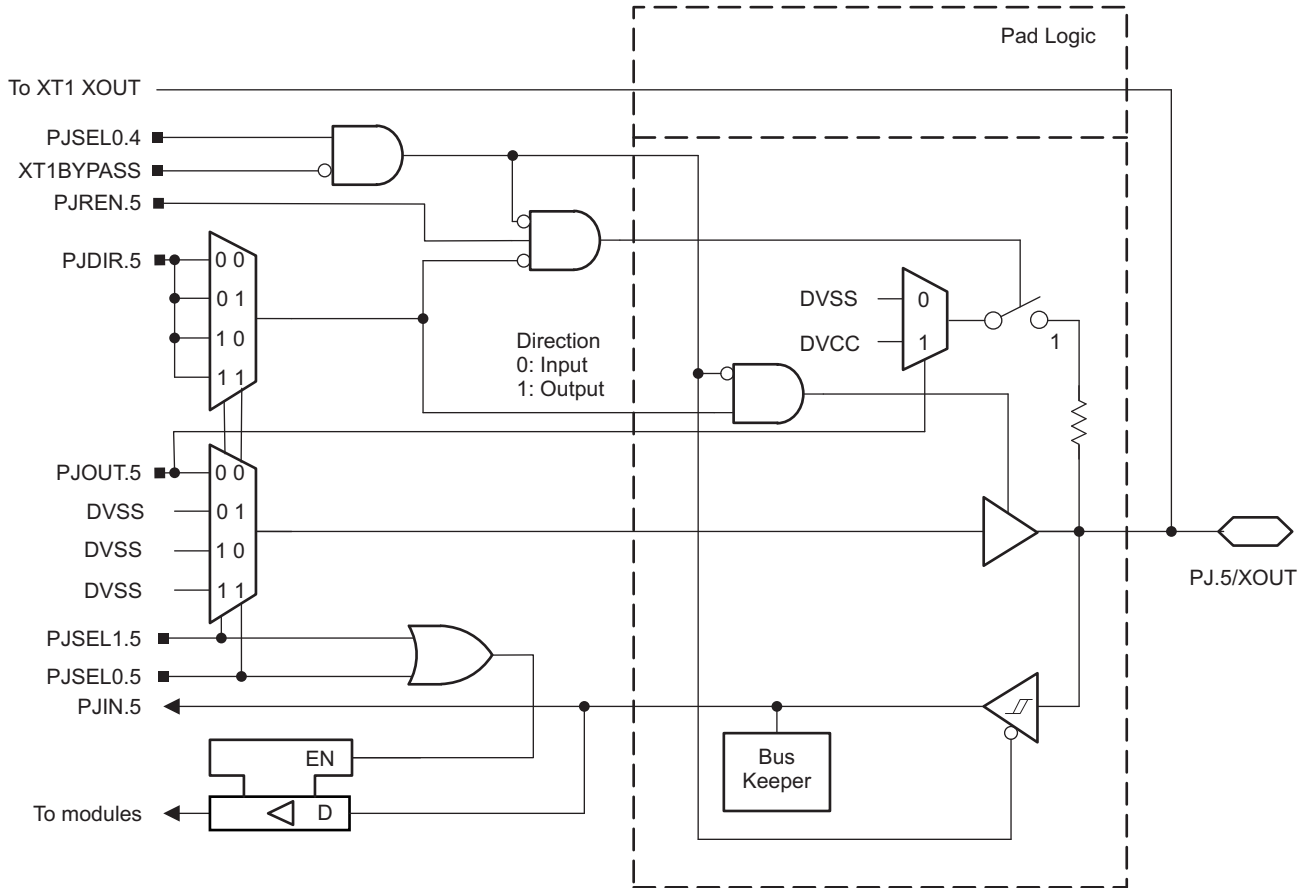 Pad Logic
To XT1 XOUT
PJSEL0.4
XT1BYPASS
PJREN.5
PJDIR.5
0 0
0 1
1 0
1 1
Direction
0: Input
1: Output
DVSS
0
DVCC
1
1
PJOUT.5
0 0
DVSS
0 1
DVSS
1 0
DVSS
1 1
PJ.5/XOUT
PJSEL1.5
PJSEL0.5
PJIN.5
Bus
Keeper
EN
D
To modules